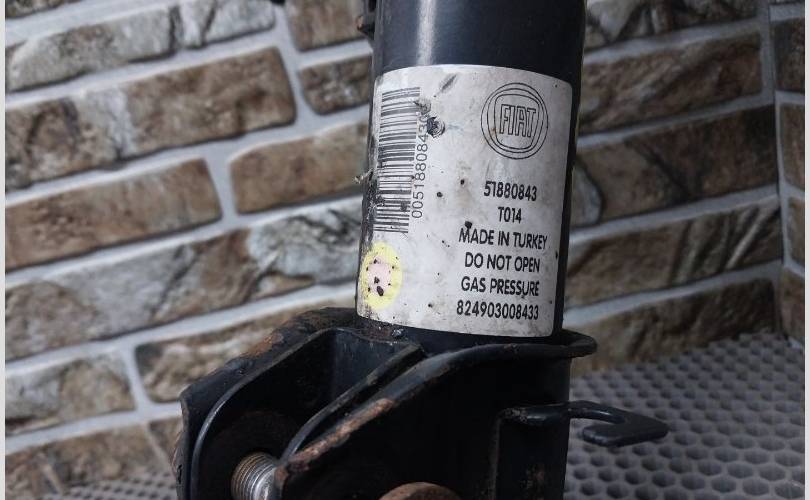 FIAT
51880843
T014
MADE IN TURKEY
DO NOT OPEN
GAS PRESSURE
824903008433